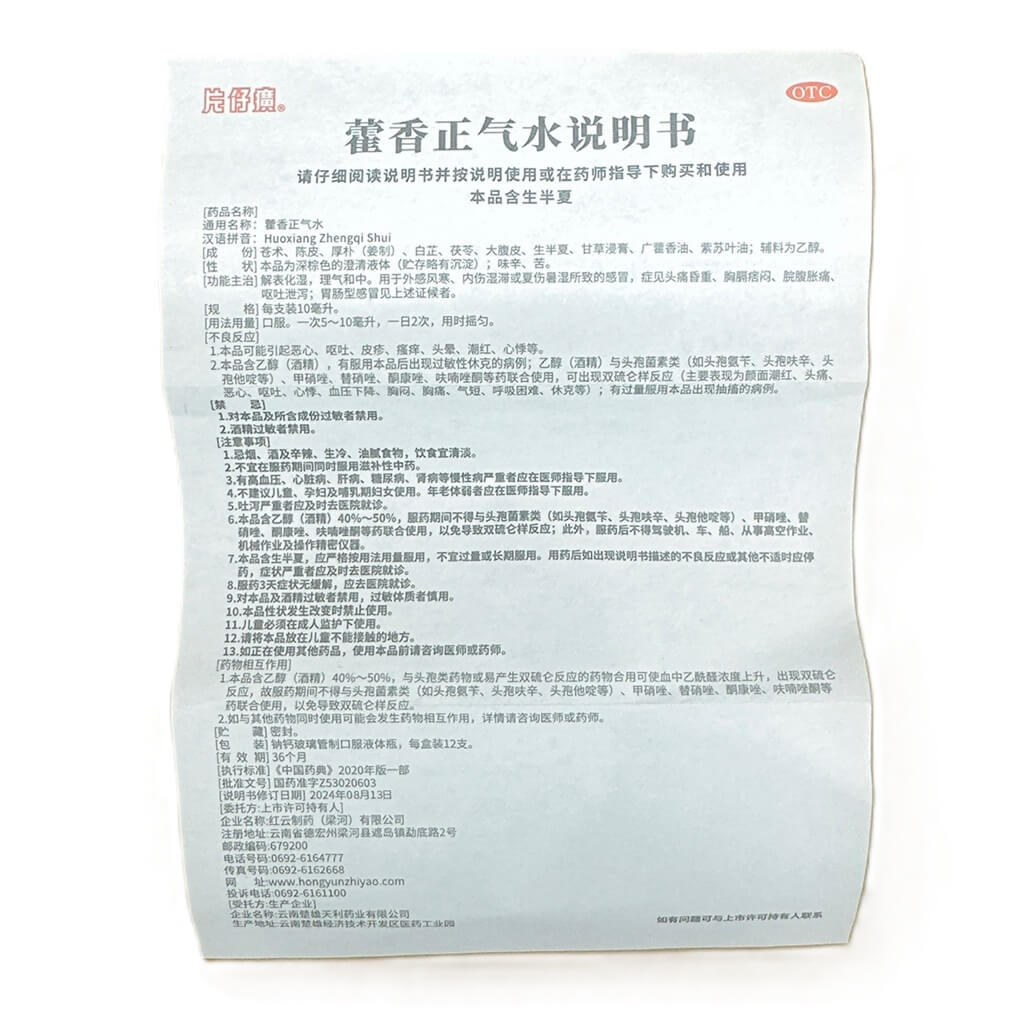 片仔癀®
OTC
藿香正气水说明书
请仔细阅读说明书并按说明使用或在药师指导下购买和使用
本品含生半夏
[药品名称]
通用名称：藿香正气水
汉语拼音：Huoxiang Zhengqi Shui
[成　份] 苍术、陈皮、厚朴（姜制）、白芷、茯苓、大腹皮、生半夏、甘草浸膏、广藿香油、紫苏叶油；辅料为乙醇。
[性　状] 本品为深棕色的澄清液体（贮存略有沉淀）；味辛、苦。
[功能主治] 解表化湿，理气和中。用于外感风寒、内伤湿滞或夏伤暑湿所致的感冒，症见头痛昏重、胸膈痞闷、脘腹胀痛、
呕吐泄泻；胃肠型感冒见上述证候者。
[规　格] 每支装10毫升。
[用法用量] 口服。一次5～10毫升，一日2次，用时摇匀。
[不良反应]
1.本品可能引起恶心、呕吐、皮疹、瘙痒、头晕、潮红、心悸等。
2.本品含乙醇（酒精），有服用本品后出现过敏性休克的病例；乙醇（酒精）与头孢菌素类（如头孢氨苄、头孢呋辛、头
孢他啶等）、甲硝唑、替硝唑、酮康唑、呋喃唑酮等药联合使用，可出现双硫仑样反应（主要表现为颜面潮红、头痛、
恶心、呕吐、心悸、血压下降、胸闷、胸痛、气短、呼吸困难、休克等）；有过量服用本品出现抽搐的病例。
[禁　忌]
1.对本品及所含成份过敏者禁用。
2.酒精过敏者禁用。
[注意事项]
1.忌烟、酒及辛辣、生冷、油腻食物，饮食宜清淡。
2.不宜在服药期间同时服用滋补性中药。
3.有高血压、心脏病、肝病、糖尿病、肾病等慢性病严重者应在医师指导下服用。
4.不建议儿童、孕妇及哺乳期妇女使用。年老体弱者应在医师指导下服用。
5.吐泻严重者应及时去医院就诊。
6.本品含乙醇（酒精）40%～50%，服药期间不得与头孢菌素类（如头孢氨苄、头孢呋辛、头孢他啶等）、甲硝唑、替
硝唑、酮康唑、呋喃唑酮等药联合使用，以免导致双硫仑样反应；此外，服药后不得驾驶机、车、船、从事高空作业、
机械作业及操作精密仪器。
7.本品含生半夏，应严格按用法用量服用，不宜过量或长期服用。用药后如出现说明书描述的不良反应或其他不适时应停
药，症状严重者应及时去医院就诊。
8.服药3天症状无缓解，应去医院就诊。
9.对本品及酒精过敏者禁用，过敏体质者慎用。
10.本品性状发生改变时禁止使用。
11.儿童必须在成人监护下使用。
12.请将本品放在儿童不能接触的地方。
13.如正在使用其他药品，使用本品前请咨询医师或药师。
[药物相互作用]
1.本品含乙醇（酒精）40%～50%，与头孢类药物或易产生双硫仑反应的药物合用可使血中乙酰醛浓度上升，出现双硫仑
反应，故服药期间不得与头孢菌素类（如头孢氨苄、头孢呋辛、头孢他啶等）、甲硝唑、替硝唑、酮康唑、呋喃唑酮等
药联合使用，以免导致双硫仑样反应。
2.如与其他药物同时使用可能会发生药物相互作用，详情请咨询医师或药师。
[贮　藏] 密封。
[包　装] 钠钙玻璃管制口服液体瓶，每盒装12支。
[有 效 期] 36个月
[执行标准]《中国药典》2020年版一部
[批准文号] 国药准字Z53020603
[说明书修订日期] 2024年08月13日
[委托方:上市许可持有人]
企业名称:红云制药（梁河）有限公司
注册地址:云南省德宏州梁河县遮岛镇勐底路2号
邮政编码:679200
电话号码:0692-6164777
传真号码:0692-6162668
网　址:www.hongyunzhiyao.com
投诉电话:0692-6161100
[受托方:生产企业]
企业名称:云南楚雄天利药业有限公司
生产地址:云南楚雄经济技术开发区医药工业园
如有问题可与上市许可持有人联系